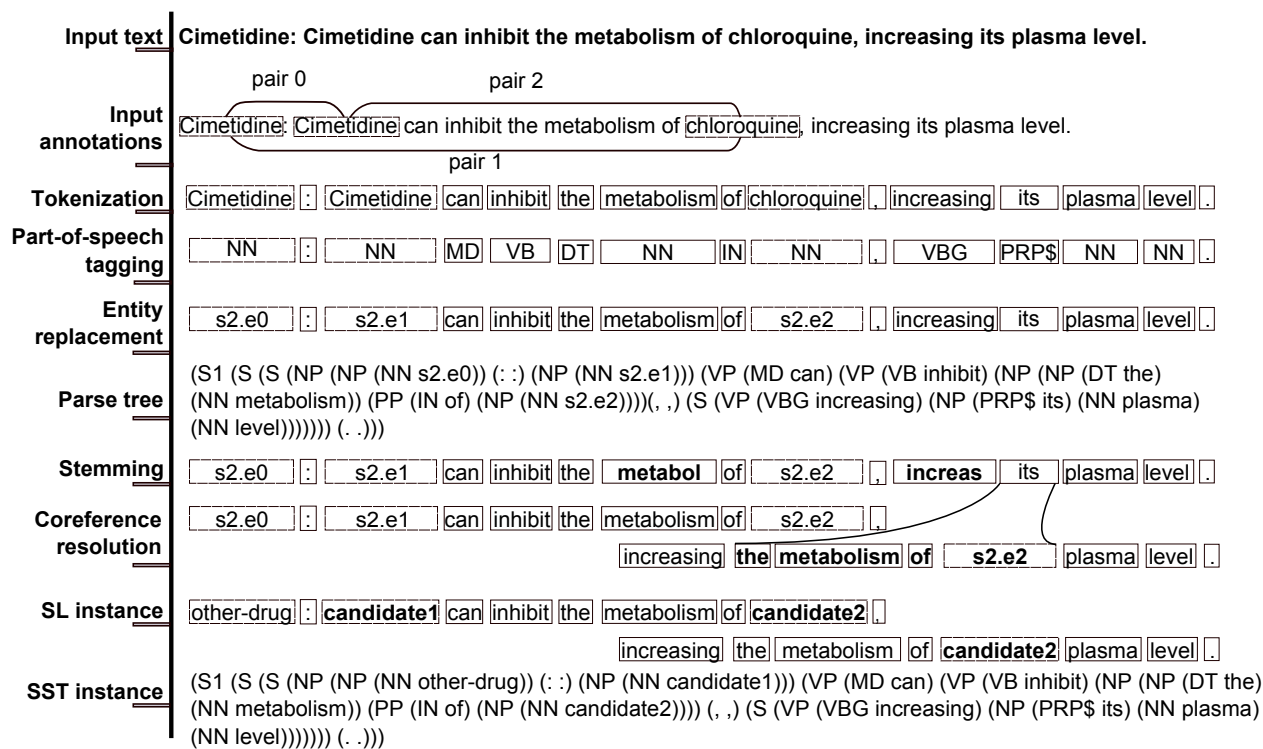 Input text Cimetidine: Cimetidine can inhibit the metabolism of chloroquine, increasing its plasma level.
pair 0 pair 2
Input annotations Cimetidine: Cimetidine can inhibit the metabolism of chloroquine, increasing its plasma level.
pair 1
Tokenization Cimetidine : Cimetidine can inhibit the metabolism of chloroquine , increasing its plasma level .
Part-of-speech tagging NN : NN MD VB DT NN IN NN , VBG PRP$ NN NN .
Entity replacement s2.e0 : s2.e1 can inhibit the metabolism of s2.e2 , increasing its plasma level .
Parse tree
(S1 (S (S (NP (NP (NN s2.e0)) (: :) (NP (NN s2.e1))) (VP (MD can) (VP (VB inhibit) (NP (NP (DT the)
(NN metabolism)) (PP (IN of) (NP (NN s2.e2))))(, ,) (S (VP (VBG increasing) (NP (PRP$ its) (NN plasma)
(NN level))))))) (. .)))
Stemming s2.e0 : s2.e1 can inhibit the metabol of s2.e2 , increas its plasma level .
Coreference resolution s2.e0 : s2.e1 can inhibit the metabolism of s2.e2 ,
increasing the metabolism of s2.e2 plasma level .
SL instance other-drug : candidate1 can inhibit the metabolism of candidate2 ,
increasing the metabolism of candidate2 plasma level .
SST instance
(S1 (S (S (NP (NP (NN other-drug)) (: :) (NP (NN candidate1))) (VP (MD can) (VP (VB inhibit) (NP (NP (DT the)
(NN metabolism)) (PP (IN of) (NP (NN candidate2)))) (, ,) (S (VP (VBG increasing) (NP (PRP$ its) (NN plasma)
(NN level))))))) (. .)))